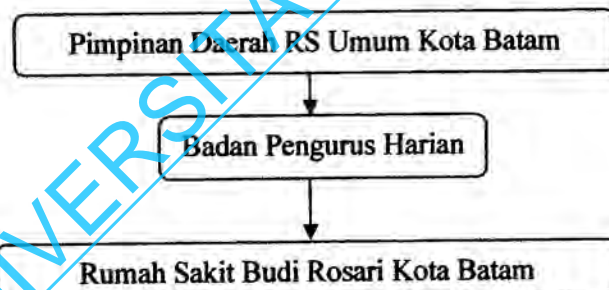 Pimpinan Daerah RS Umum Kota Batam
Badan Pengurus Harian
Rumah Sakit Budi Rosari Kota Batam